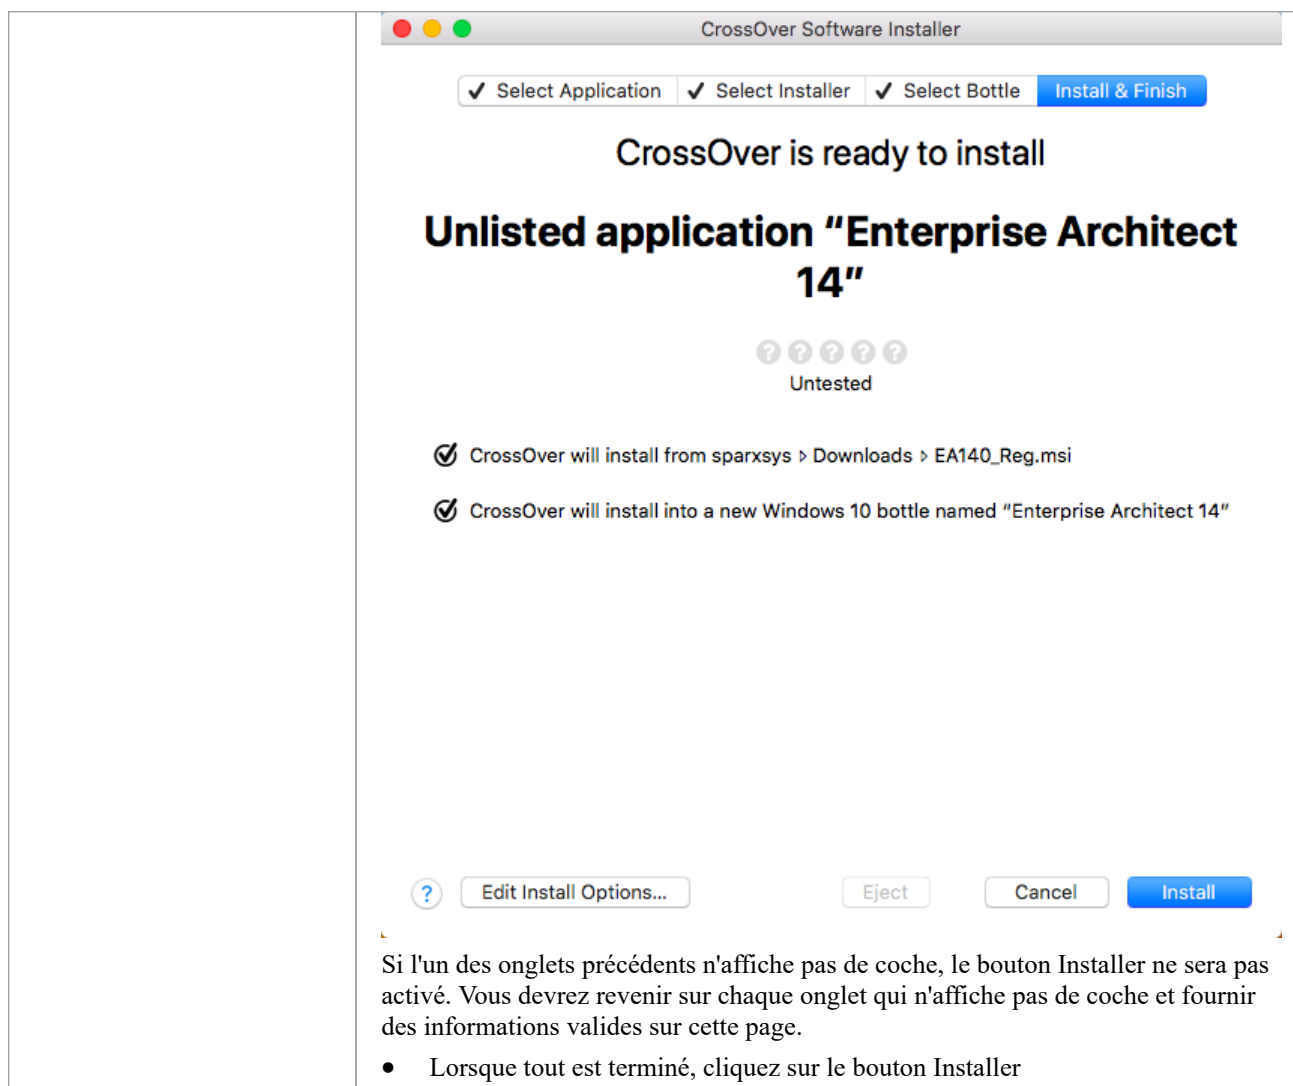 CrossOver Software Installer
✔ Select Application ✔ Select Installer ✔ Select Bottle Install & Finish
CrossOver is ready to install
Unlisted application “Enterprise Architect
14”
? ? ? ? ?
Untested
CrossOver will install from sparxsys ▹ Downloads ▹ EA140_Reg.msi
CrossOver will install into a new Windows 10 bottle named “Enterprise Architect 14”
? Edit Install Options... Eject Cancel Install
Si l'un des onglets précédents n'affiche pas de coche, le bouton Installer ne sera pas
activé. Vous devrez revenir sur chaque onglet qui n'affiche pas de coche et fournir
des informations valides sur cette page.
• Lorsque tout est terminé, cliquez sur le bouton Installer